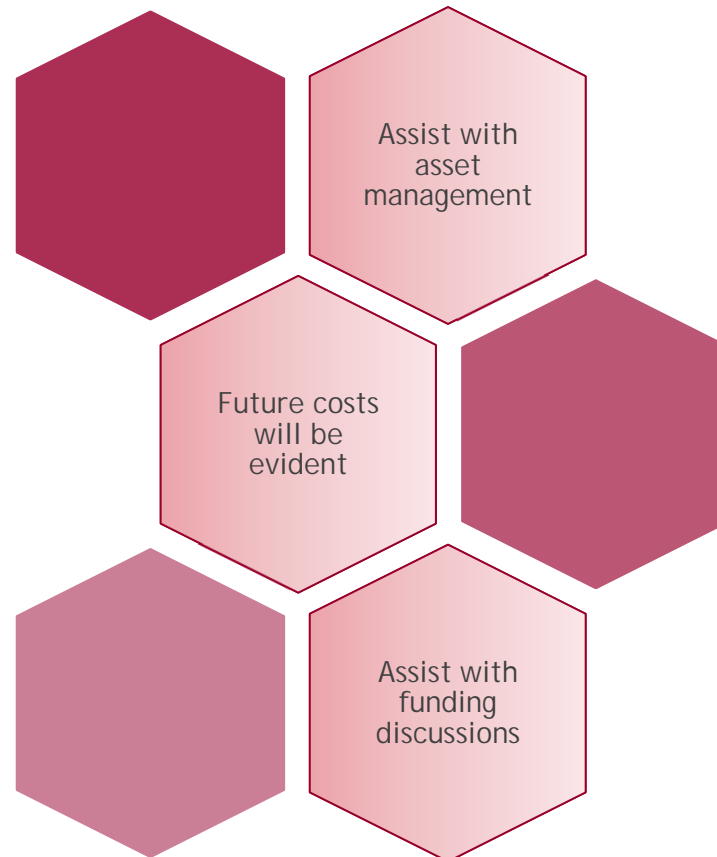 Assist with
asset
management
Future costs
will be
evident
Assist with
funding
discussions